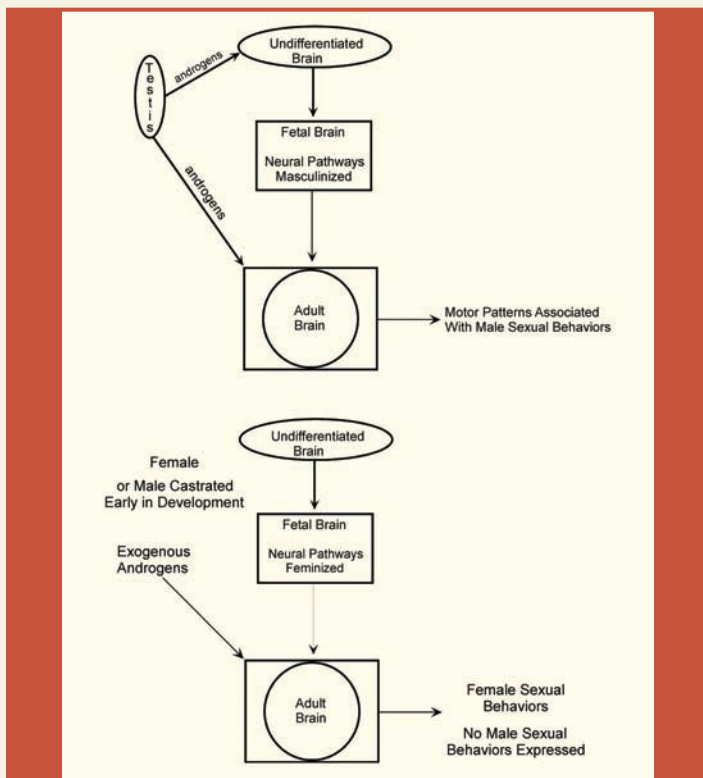 Undifferentiated
Brain
androgens
Testis
Fetal Brain
Neural Pathways
Masculinized
androgens
Adult
Brain
Motor Patterns Associated
With Male Sexual Behaviors
Undifferentiated
Brain
Female
or Male Castrated
Early in Development
Fetal Brain
Neural Pathways
Feminized
Exogenous
Androgens
Adult
Brain
Female Sexual
Behaviors
No Male Sexual
Behaviors Expressed